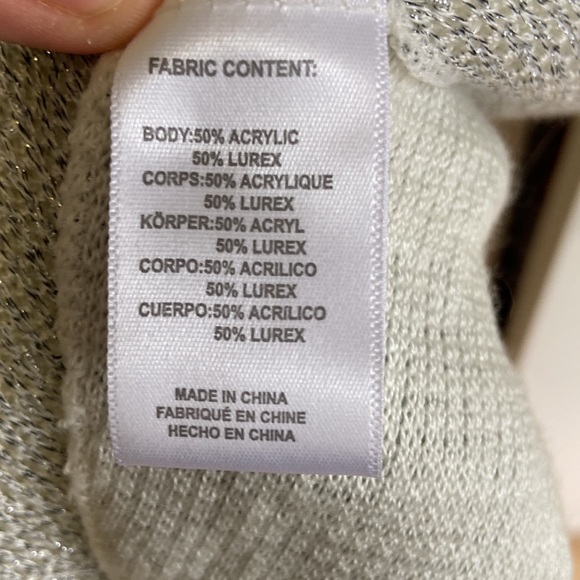 FABRIC CONTENT:
BODY:50% ACRYLIC
50% LUREX
CORPS:50% ACRYLIQUE
50% LUREX
KÖRPER:50% ACRYL
50% LUREX
CORPO:50% ACRILICO
50% LUREX
CUERPO:50% ACRÍLICO
50% LUREX
MADE IN CHINA
FABRIQUÉ EN CHINE
HECHO EN CHINA